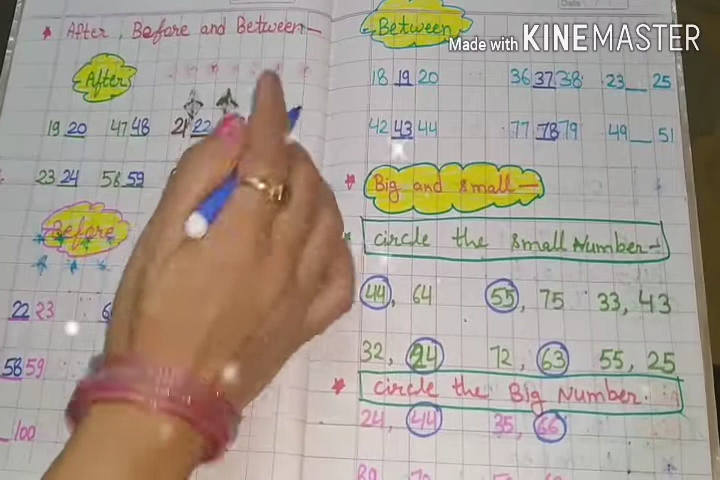 * After, Before and Between-
After
19 20 47 48 21 22
23 24 58 59
Before
22 23
58 59
_ 100
Between
18 19 20 36 37 38 23 __ 25
42 43 44 77 78 79 49 __ 51
Big and small-
Circle the small Number-
44, 64 55, 75 33, 43
32, 24 72, 63 55, 25
* Circle the Big Number.
24, 44 35, 66
Made with KINEMASTER